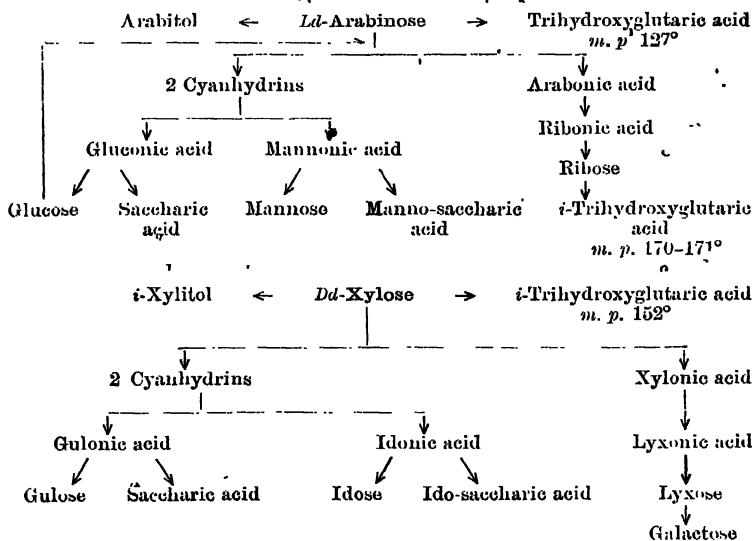 Arabitol ← Ld-Arabinose → Trihydroxyglutaric acid
m. p. 127°
2 Cyanhydrins Arabonic acid
Ribonic acid
Gluconic acid Mannonic acid
Ribose
Glucose Saccharic acid Mannose Manno-saccharic acid i-Trihydroxyglutaric acid
m. p. 170-171°
i-Xylitol ← Dd-Xylose → i-Trihydroxyglutaric acid
m. p. 152°
2 Cyanhydrins Xylonic acid
Gulonic acid Idonic acid Lyxonic acid
Gulose Saccharic acid Idose Ido-saccharic acid Lyxose
Galactose